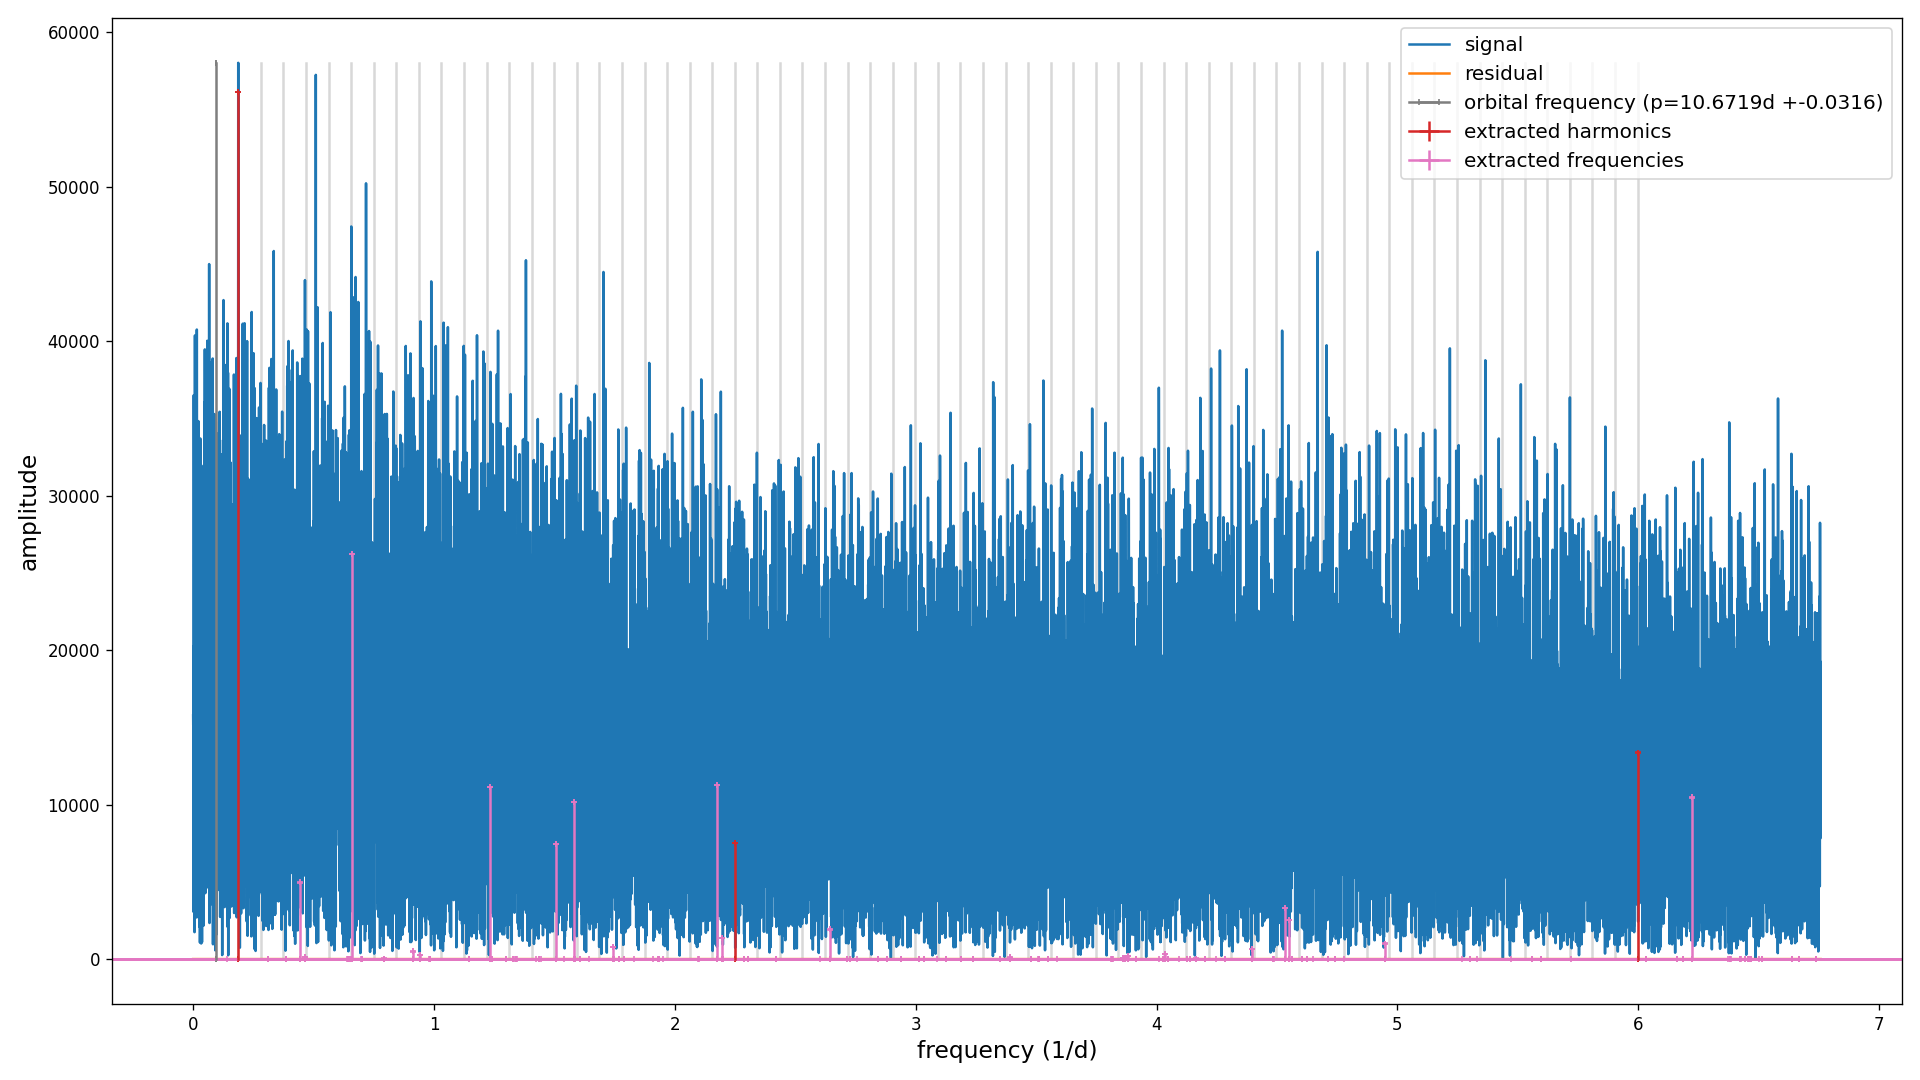 60000
50000
40000
30000
20000
10000
0
amplitude
signal
residual
orbital frequency (p=10.6719d +-0.0316)
extracted harmonics
extracted frequencies
0 1 2 3 4 5 6 7
frequency (1/d)